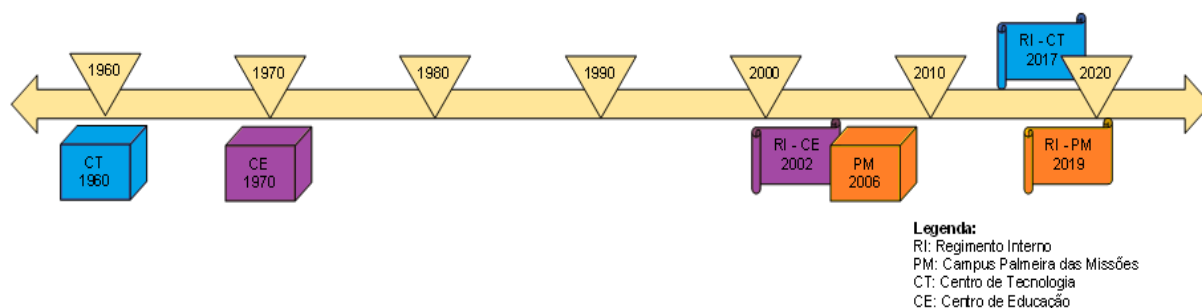 RI - CT
2017
1960
1970
1980
1990
2000
2010
2020
CT
1960
CE
1970
RI - CE
2002
PM
2006
RI - PM
2019
Legenda:
RI: Regimento Interno
PM: Campus Palmeira das Missões
CT: Centro de Tecnologia
CE: Centro de Educação